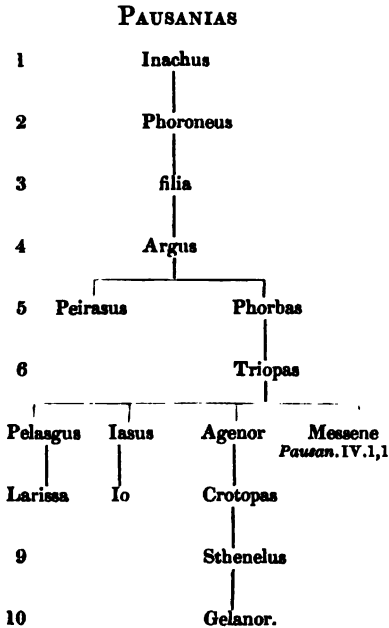 PAUSANIAS
1 Inachus
2 Phoroneus
3 filia
4 Argus
5 Peirasus Phorbas
6 Triopas
Pelasgus Iasus Agenor Messene
Pausan. IV. 1,1
Larissa Io Crotopas
9 Sthenelus
10 Gelanor.